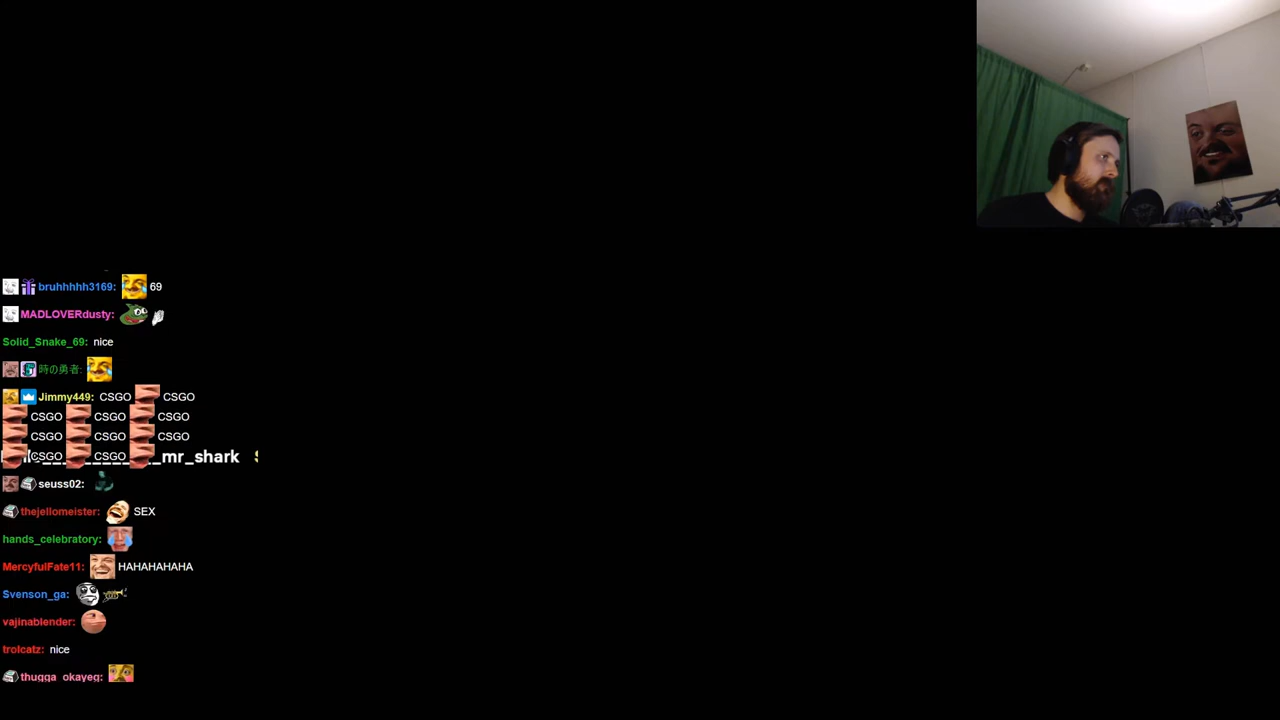 bruhhhhh3169: 69
MADLOVERdusty:
Solid_Snake_69: nice
時の勇者:
Jimmy449: CSGO CSGO
CSGO CSGO CSGO
CSGO CSGO CSGO
CSGO CSGO CSGO
mr_shark
seuss02:
thejellomeister: SEX
hands_celebratory:
MercyfulFate11: HAHAHAHAHA
Svenson_ga:
vajinablender:
trolcatz: nice
thugga_okayeg: